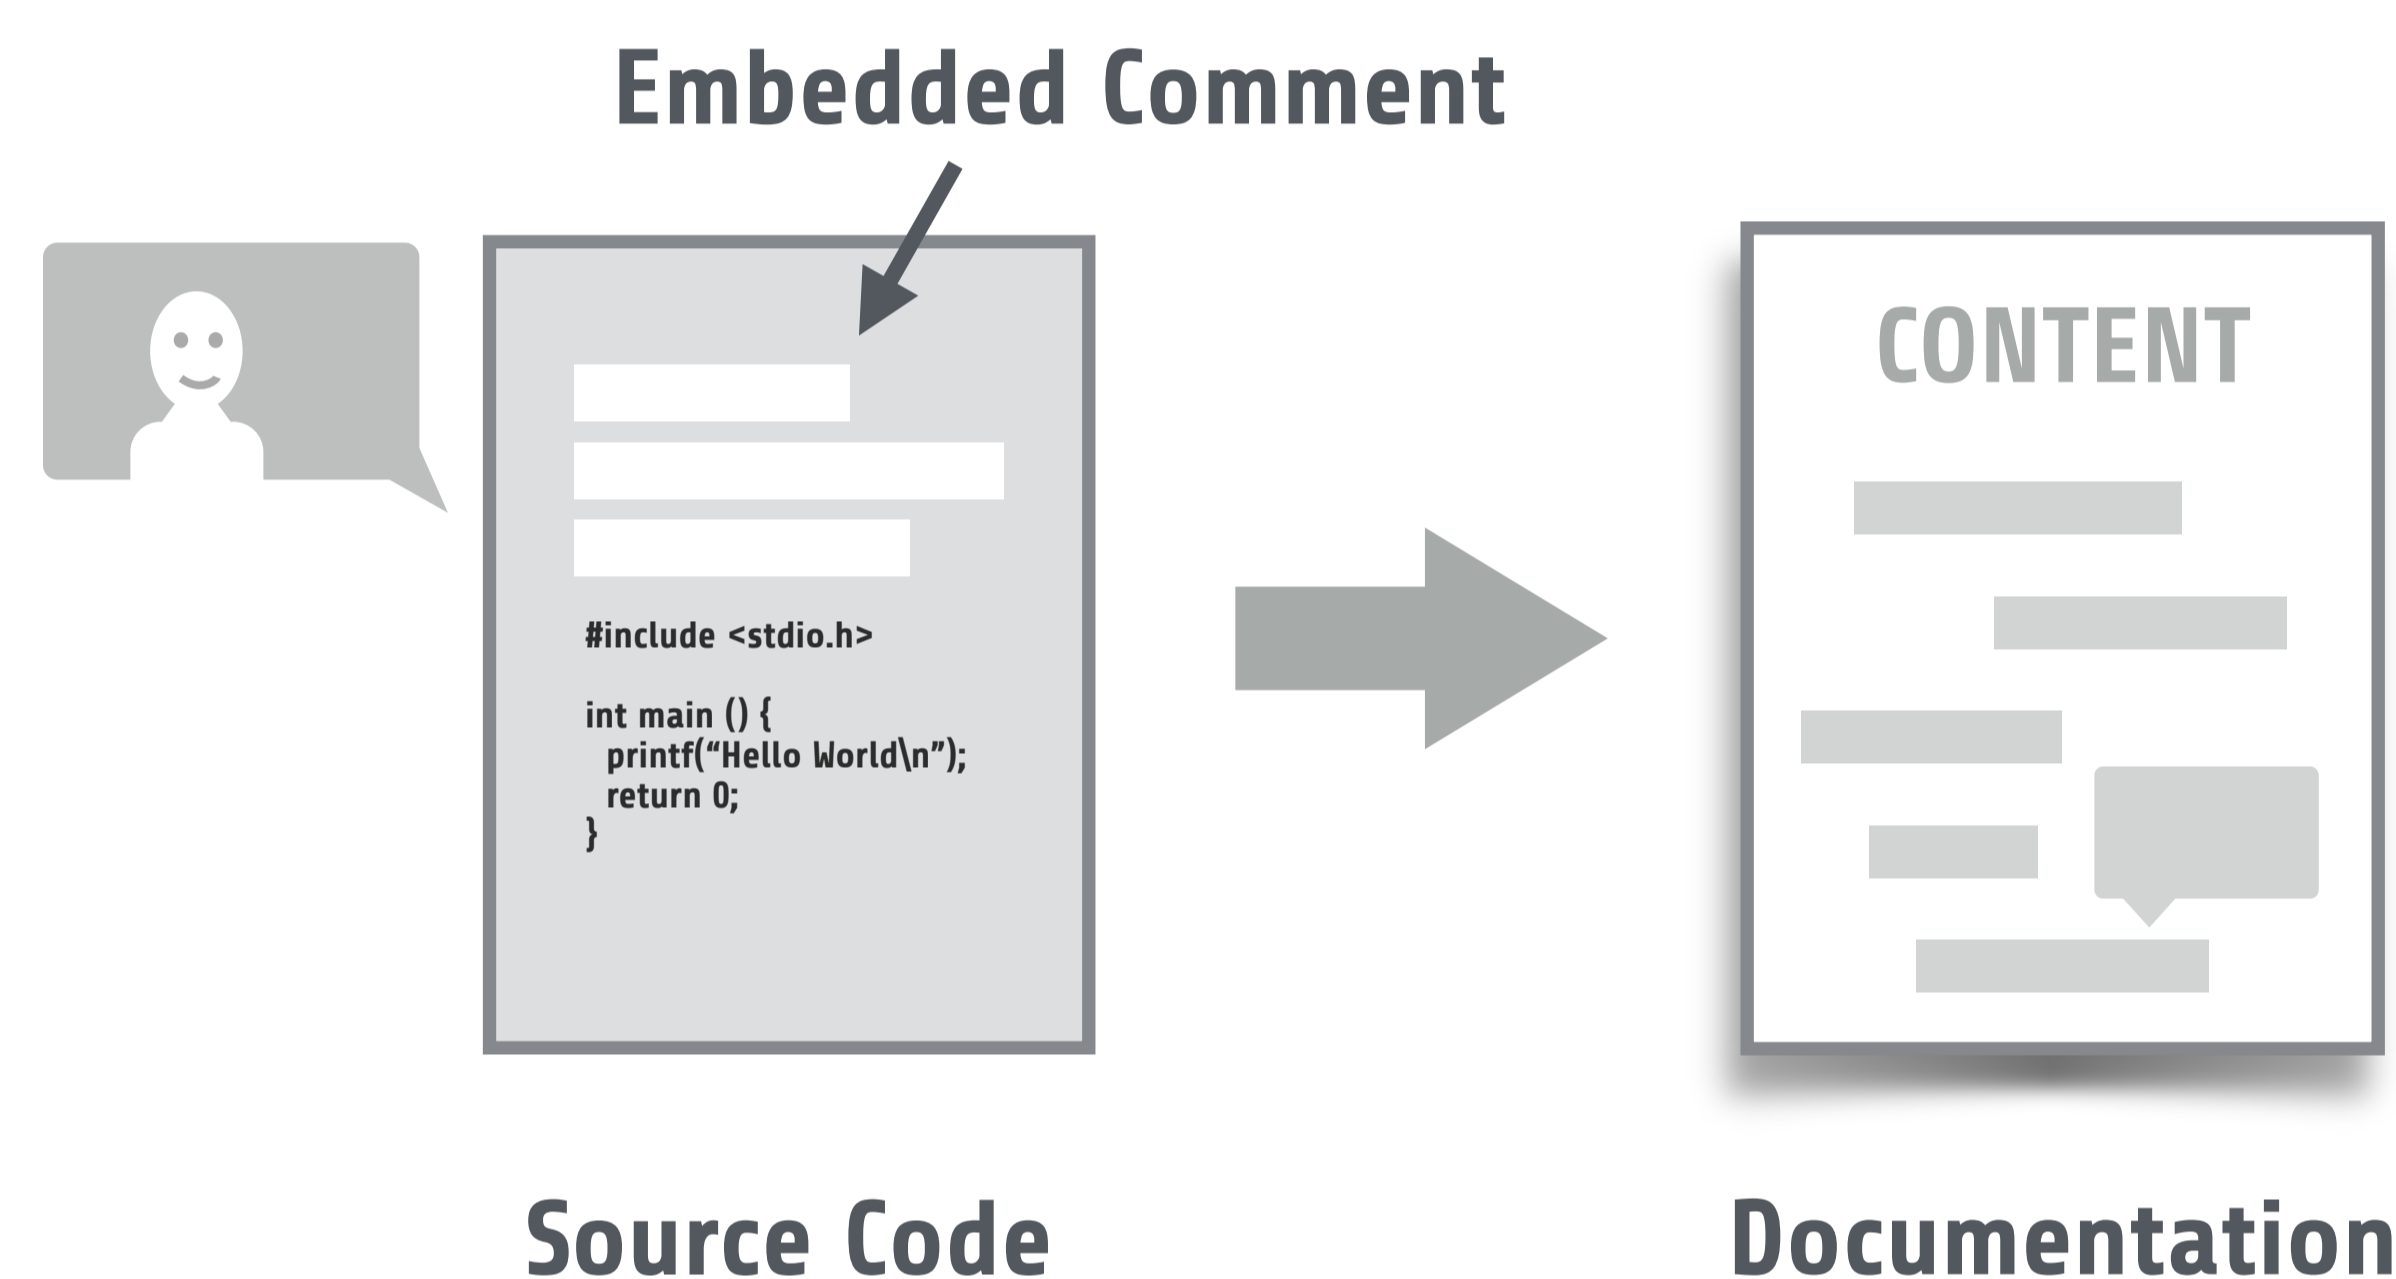 Embedded Comment
#include <stdio.h>
int main () {
printf(“Hello World\n”);
return 0;
}
CONTENT
Source Code
Documentation